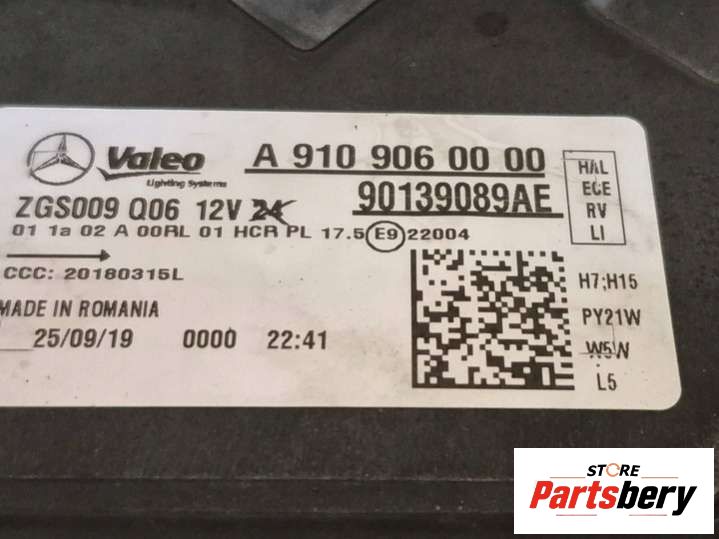 Valeo
Lighting Systems
A 910 906 00 00
ZGS009 Q06 12V 24
90139089AE
01 1a 02 A 00RL 01 HCR PL 17.5 E9 22004
CCC: 20180315L
MADE IN ROMANIA
25/09/19 0000 22:41
HAL
ECE
RV
LI
H7;H15
PY21W
W5W
L5
STORE
Partsbery